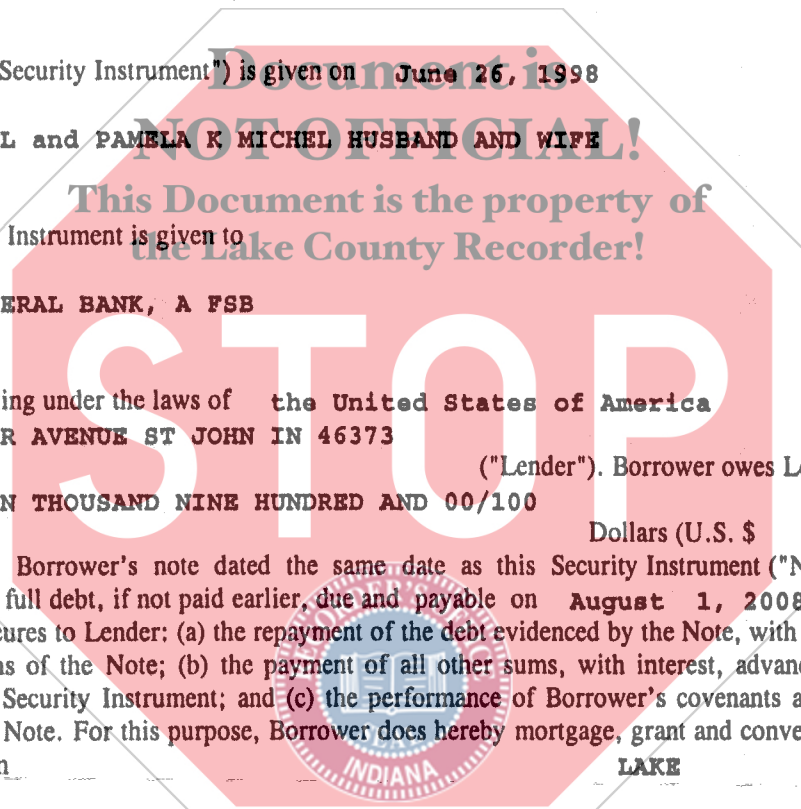 Security Instrument") is given on June 26, 1998
Document is
L and PAMELA K MICHEL HUSBAND AND WIFE
NOT OFFICIAL!
This Document is the property of
Instrument is given to
the Lake County Recorder!
ERAL BANK, A FSB
STOP
ing under the laws of the United States of America
R AVENUE ST JOHN IN 46373
("Lender"). Borrower owes L
N THOUSAND NINE HUNDRED AND 00/100
Dollars (U.S. $
Borrower's note dated the same date as this Security Instrument ("N
full debt, if not paid earlier, due and payable on August 1, 2008
ures to Lender: (a) the repayment of the debt evidenced by the Note, with
s of the Note; (b) the payment of all other sums, with interest, advanc
Security Instrument; and (c) the performance of Borrower's covenants a
Note. For this purpose, Borrower does hereby mortgage, grant and conve
LAKE
INDIANA